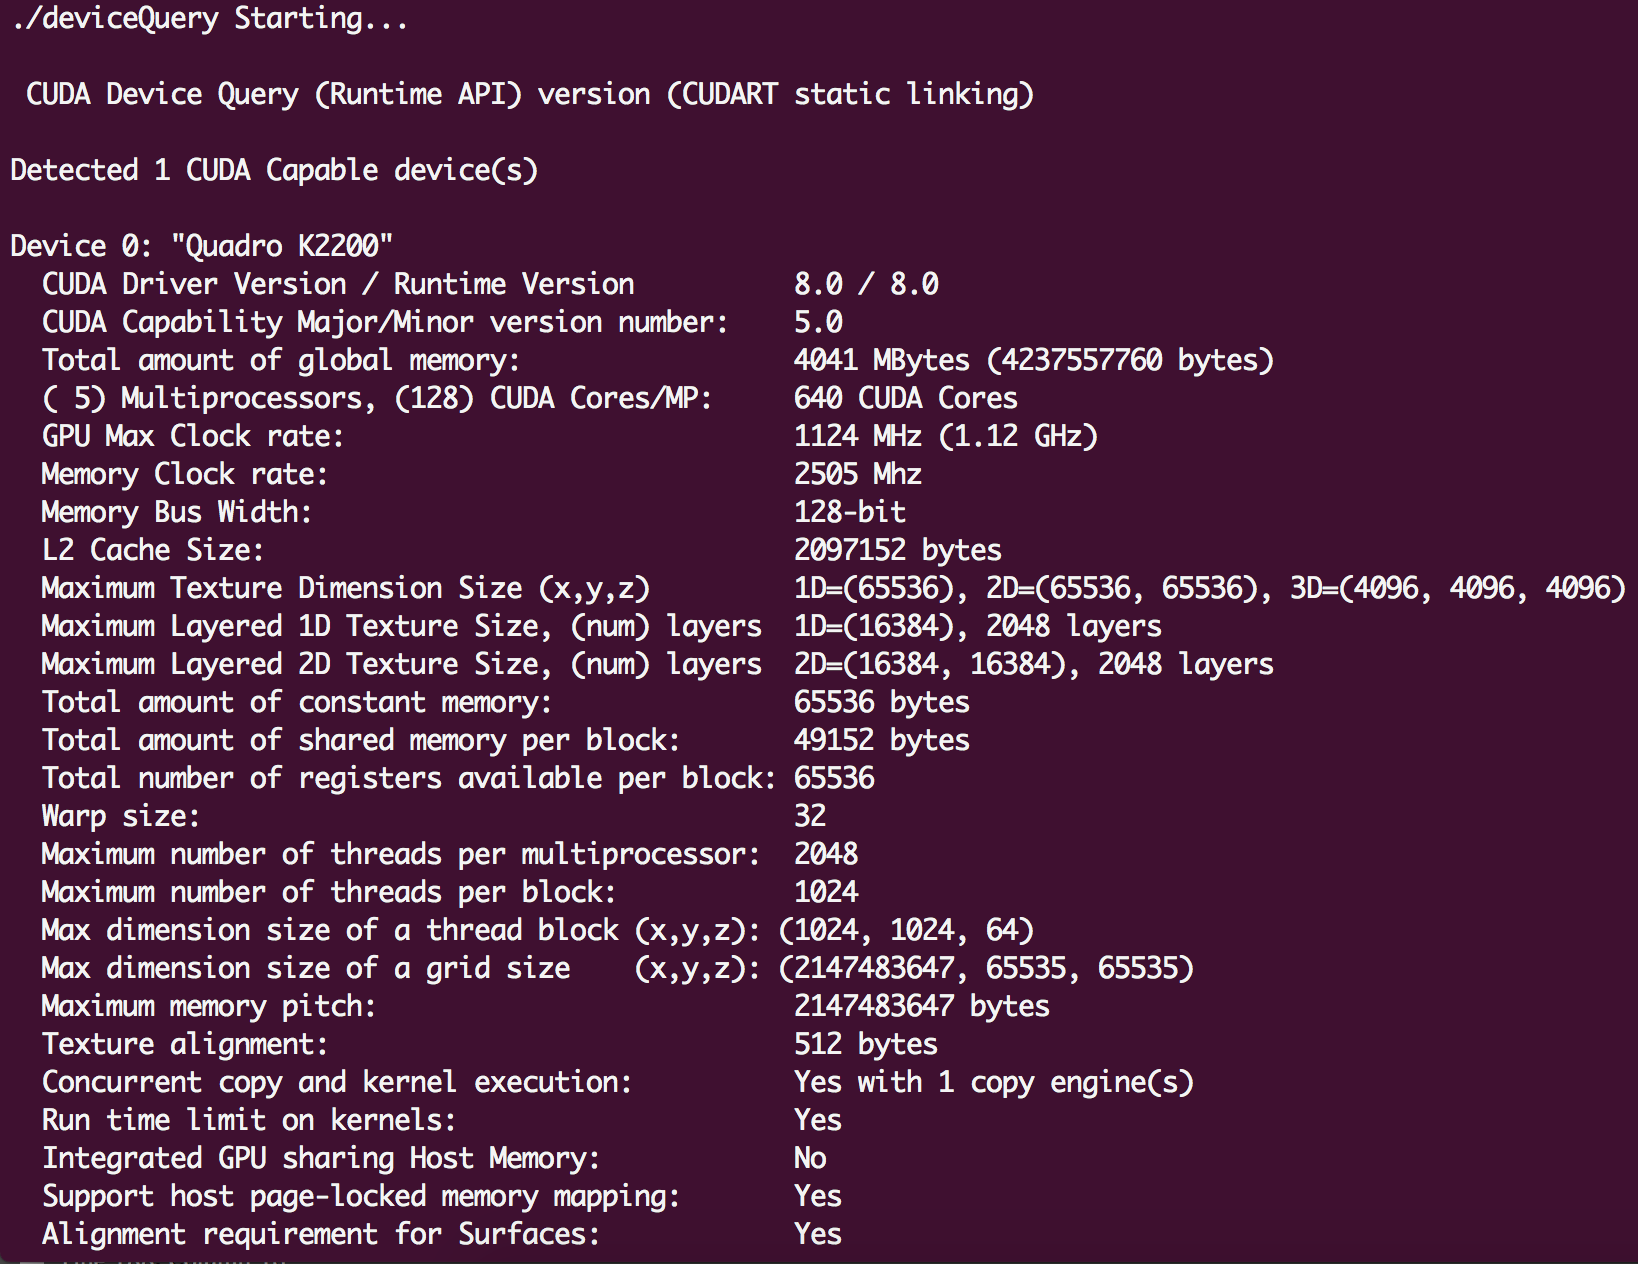 ./deviceQuery Starting...
CUDA Device Query (Runtime API) version (CUDART static linking)
Detected 1 CUDA Capable device(s)
Device 0: "Quadro K2200"
CUDA Driver Version / Runtime Version 8.0 / 8.0
CUDA Capability Major/Minor version number: 5.0
Total amount of global memory: 4041 MBytes (4237557760 bytes)
( 5) Multiprocessors, (128) CUDA Cores/MP: 640 CUDA Cores
GPU Max Clock rate: 1124 MHz (1.12 GHz)
Memory Clock rate: 2505 Mhz
Memory Bus Width: 128-bit
L2 Cache Size: 2097152 bytes
Maximum Texture Dimension Size (x,y,z) 1D=(65536), 2D=(65536, 65536), 3D=(4096, 4096, 4096)
Maximum Layered 1D Texture Size, (num) layers 1D=(16384), 2048 layers
Maximum Layered 2D Texture Size, (num) layers 2D=(16384, 16384), 2048 layers
Total amount of constant memory: 65536 bytes
Total amount of shared memory per block: 49152 bytes
Total number of registers available per block: 65536
Warp size: 32
Maximum number of threads per multiprocessor: 2048
Maximum number of threads per block: 1024
Max dimension size of a thread block (x,y,z): (1024, 1024, 64)
Max dimension size of a grid size (x,y,z): (2147483647, 65535, 65535)
Maximum memory pitch: 2147483647 bytes
Texture alignment: 512 bytes
Concurrent copy and kernel execution: Yes with 1 copy engine(s)
Run time limit on kernels: Yes
Integrated GPU sharing Host Memory: No
Support host page-locked memory mapping: Yes
Alignment requirement for Surfaces: Yes